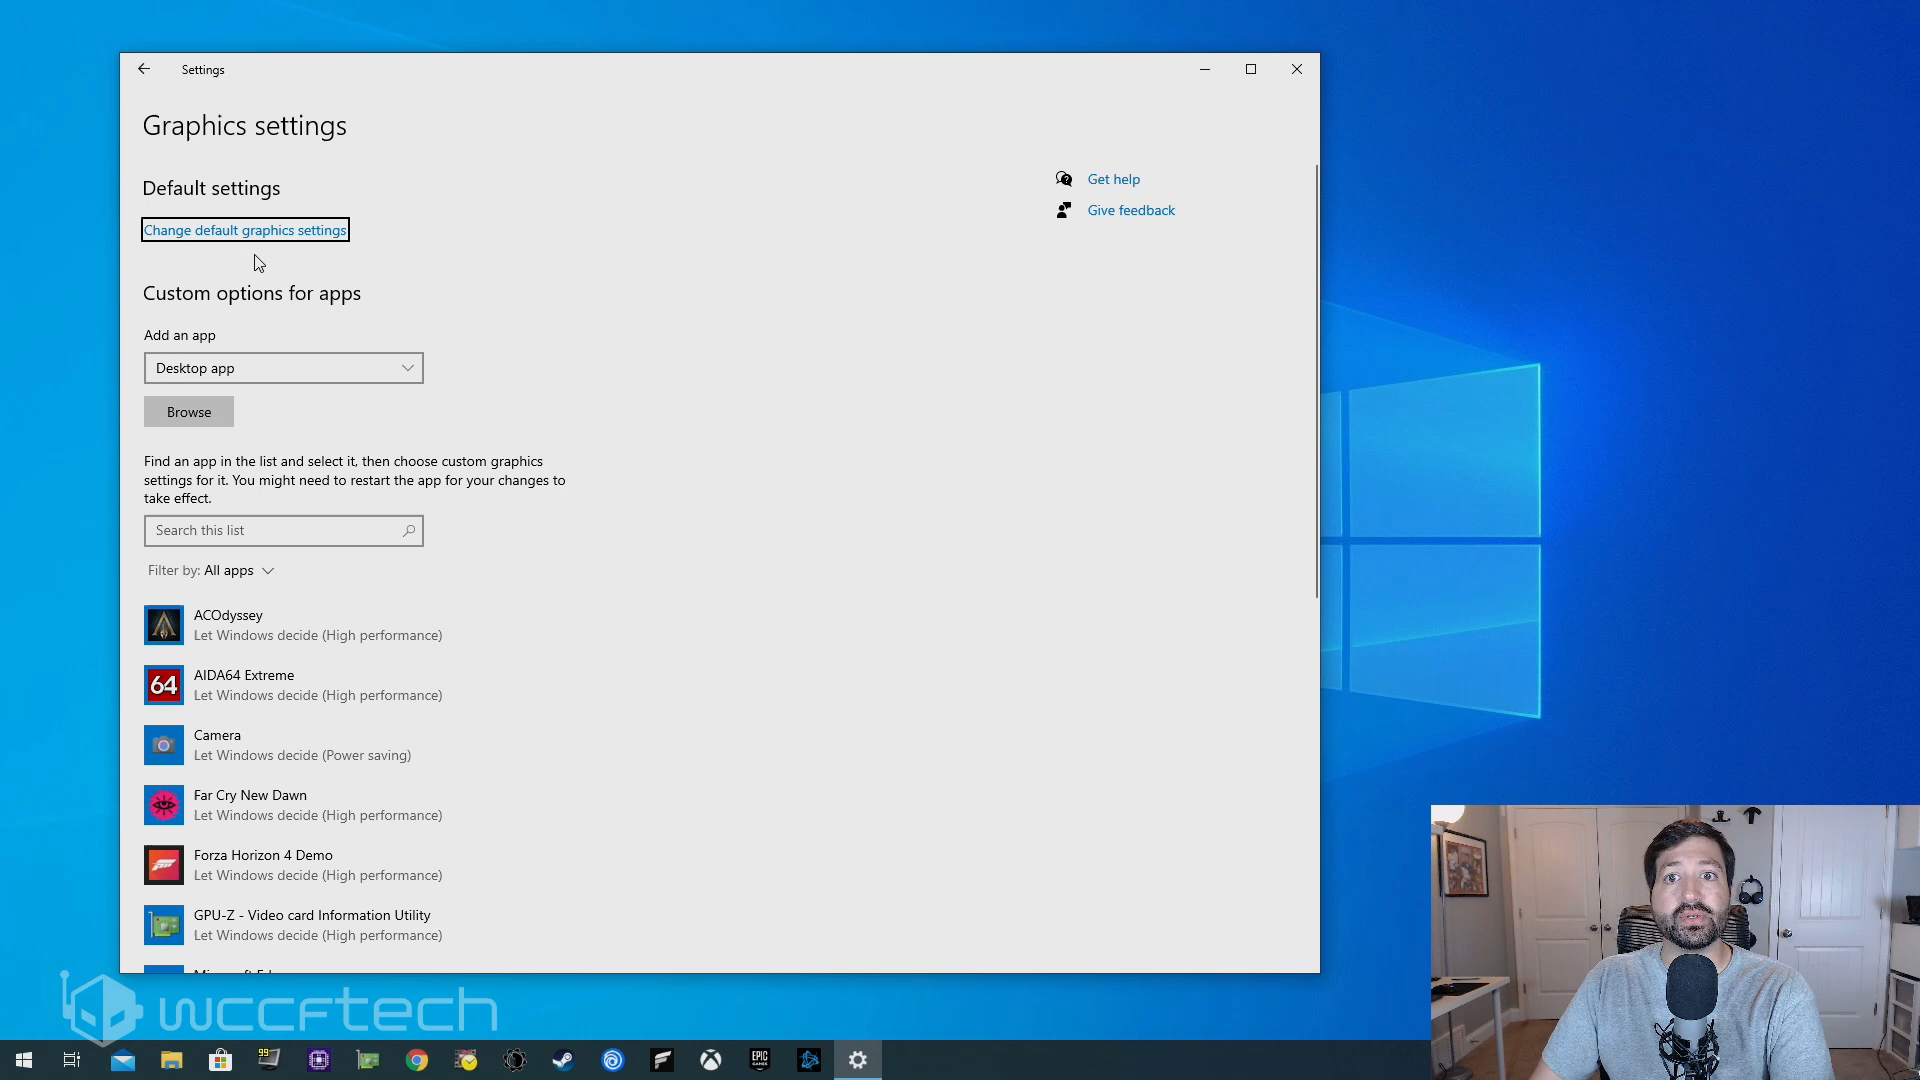 Settings
Graphics settings
Default settings
Get help
Change default graphics settings
Give feedback
Custom options for apps
Add an app
Desktop app
Browse
Find an app in the list and select it, then choose custom graphics
settings for it. You might need to restart the app for your changes to
take effect.
Search this list
Filter by: All apps
ACOdyssey
Let Windows decide (High performance)
64
AIDA64 Extreme
Let Windows decide (High performance)
Camera
Let Windows decide (Power saving)
Far Cry New Dawn
Let Windows decide (High performance)
Forza Horizon 4 Demo
Let Windows decide (High performance)
GPU-Z - Video card Information Utility
Let Windows decide (High performance)
wccftech
99
EPIC
GAMES